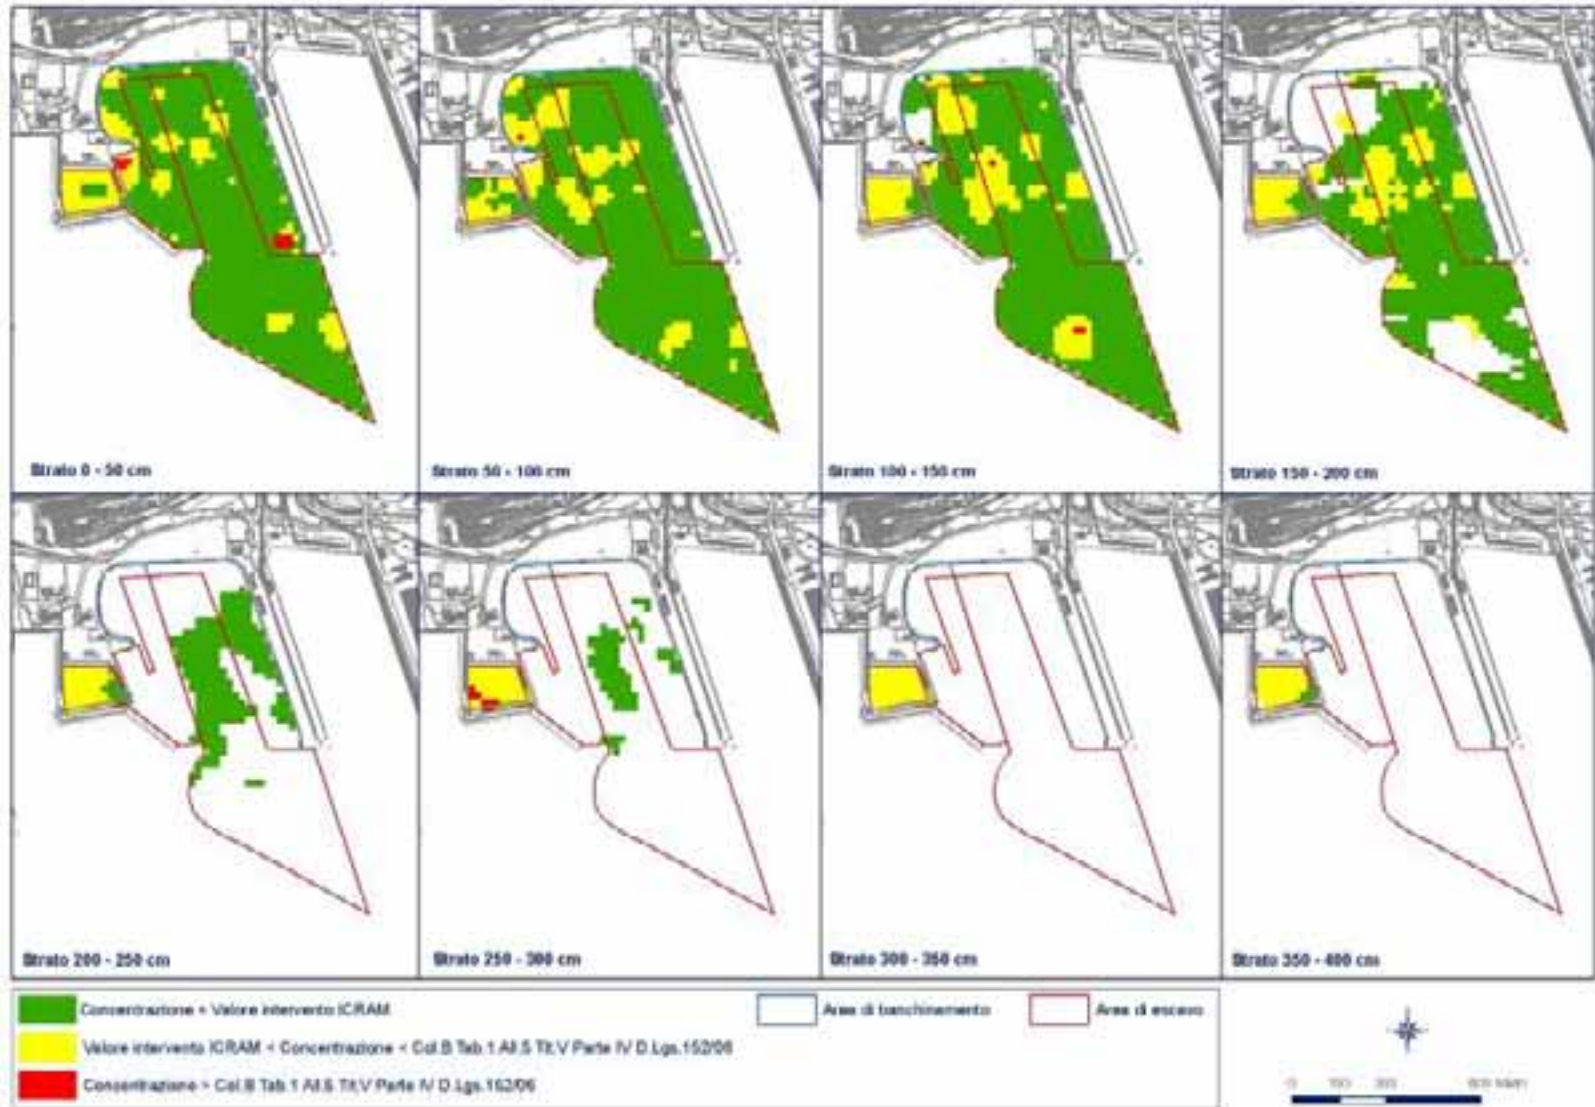 Strato 0 - 50 cm
Strato 50 - 100 cm
Strato 100 - 150 cm
Strato 150 - 200 cm
Strato 200 - 250 cm
Strato 250 - 300 cm
Strato 300 - 350 cm
Strato 350 - 400 cm
Concentrazione < Valore intervento ICRAM
Area di banchinamento
Area di escavo
Valore intervento ICRAM < Concentrazione < Col.B Tab.1 All.5 Tit.V Parte IV D.Lgs.152/06
Concentrazione > Col.B Tab.1 All.5 Tit.V Parte IV D.Lgs.152/06
0